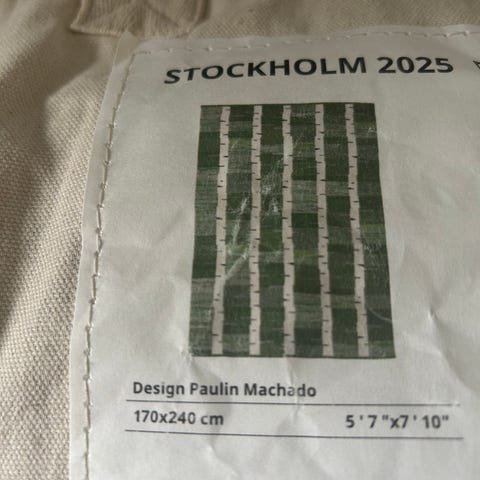 STOCKHOLM 2025
Design Paulin Machado
170x240 cm 5'7"x7'10"